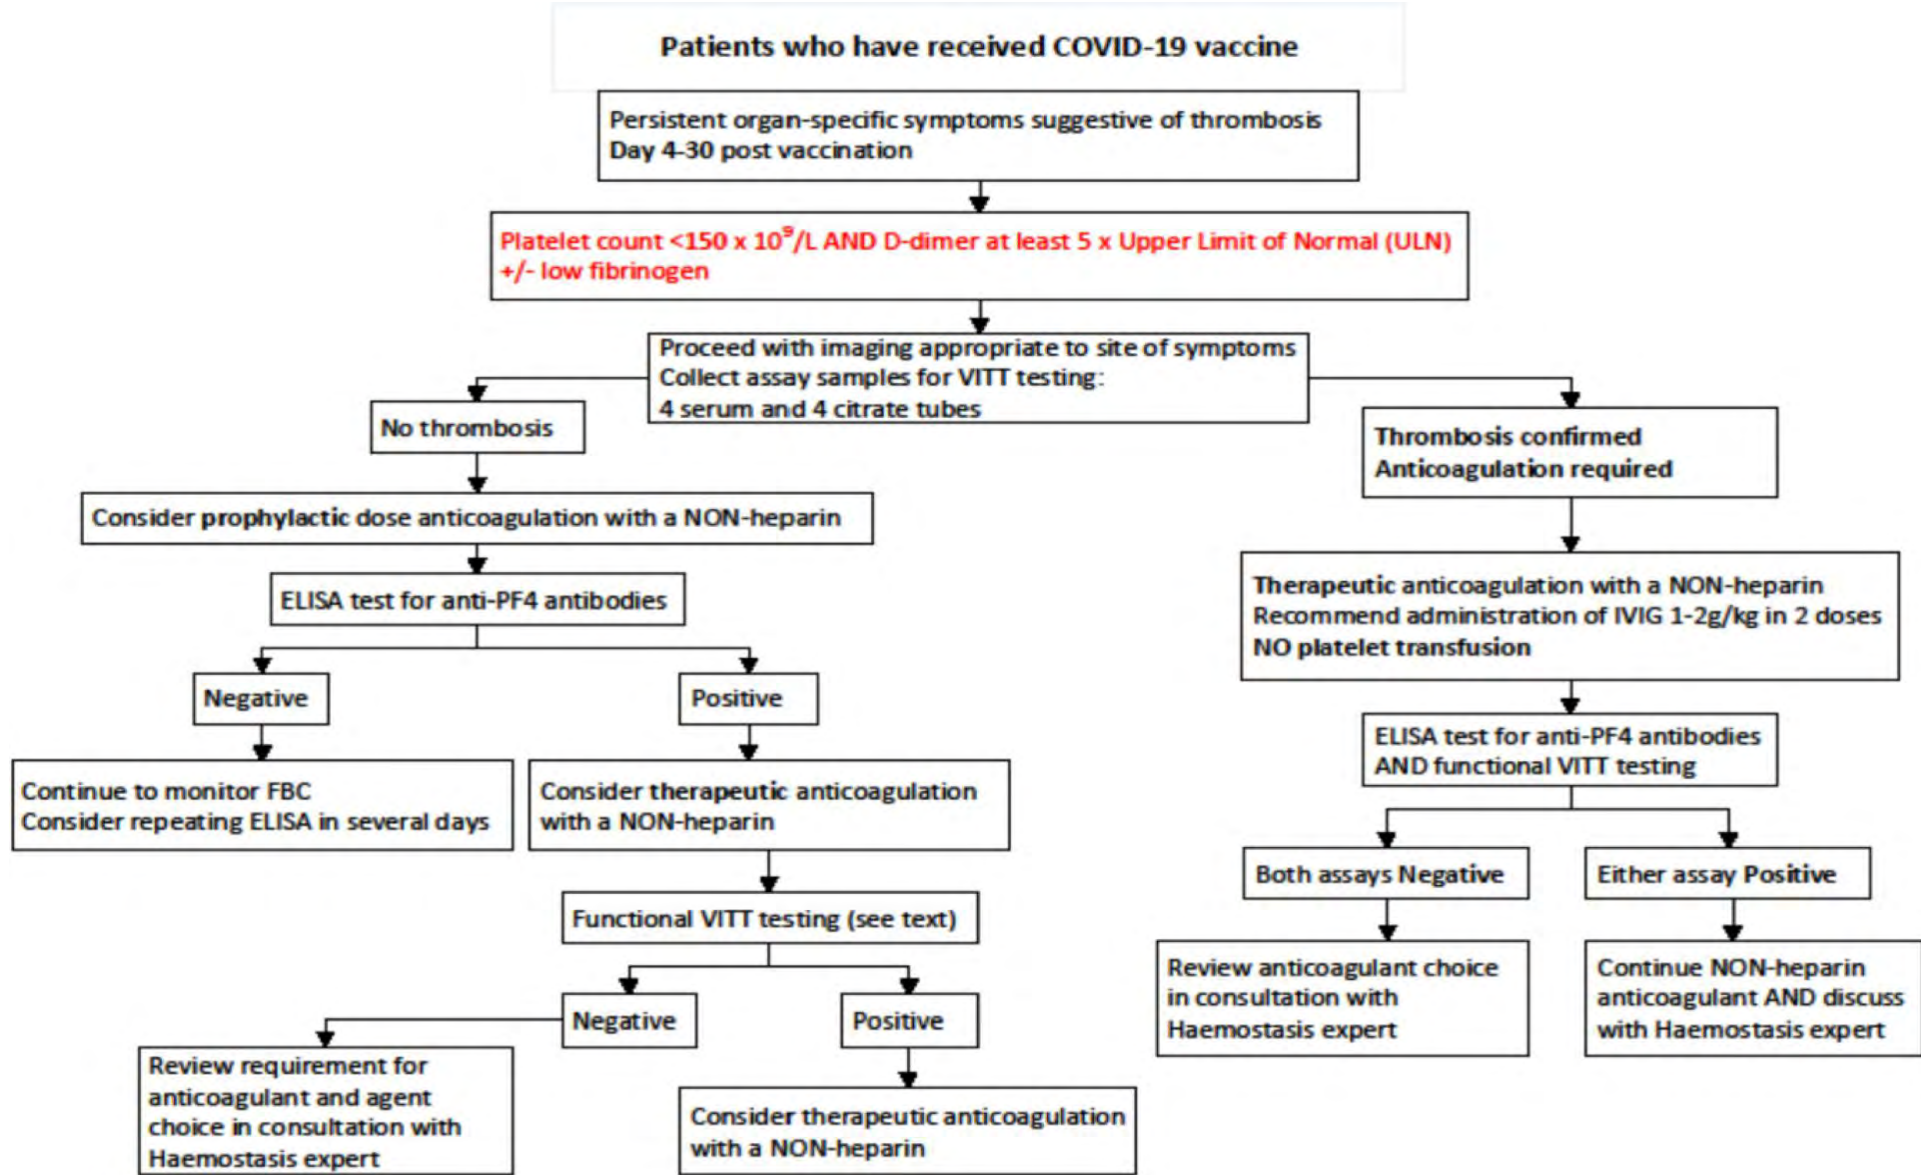 Patients who have received COVID-19 vaccine
Persistent organ-specific symptoms suggestive of thrombosis
Day 4-30 post vaccination
Platelet count <150 x 10⁹/L AND D-dimer at least 5 x Upper Limit of Normal (ULN)
+/- low fibrinogen
Proceed with imaging appropriate to site of symptoms
Collect assay samples for VITT testing:
4 serum and 4 citrate tubes
No thrombosis
Consider prophylactic dose anticoagulation with a NON-heparin
ELISA test for anti-PF4 antibodies
Negative
Positive
Continue to monitor FBC
Consider repeating ELISA in several days
Consider therapeutic anticoagulation
with a NON-heparin
Functional VITT testing (see text)
Negative
Positive
Review requirement for
anticoagulant and agent
choice in consultation with
Haemostasis expert
Consider therapeutic anticoagulation
with a NON-heparin
Thrombosis confirmed
Anticoagulation required
Therapeutic anticoagulation with a NON-heparin
Recommend administration of IVIG 1-2g/kg in 2 doses
NO platelet transfusion
ELISA test for anti-PF4 antibodies
AND functional VITT testing
Both assays Negative
Either assay Positive
Review anticoagulant choice
in consultation with
Haemostasis expert
Continue NON-heparin
anticoagulant AND discuss
with Haemostasis expert